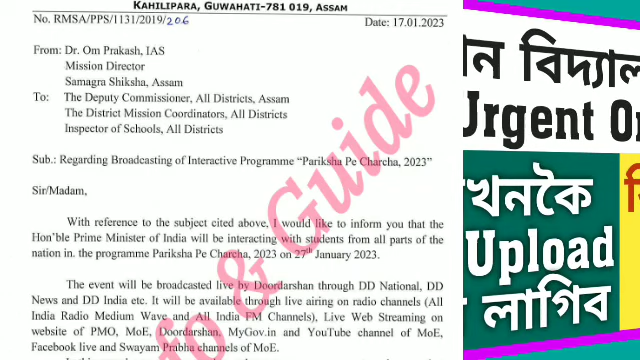 KAHILIPARA, GUWAHATI-781 019, ASSAM
No. RMSA/PPS/1131/2019/206
Date: 17.01.2023
From: Dr. Om Prakash, IAS
Mission Director
Samagra Shiksha, Assam
To: The Deputy Commissioner, All Districts, Assam
The District Mission Coordinators, All Districts
Inspector of Schools, All Districts
Sub.: Regarding Broadcasting of Interactive Programme “Pariksha Pe Charcha, 2023”
Sir/Madam,
With reference to the subject cited above, I would like to inform you that the
Hon’ble Prime Minister of India will be interacting with students from all parts of the
nation in. the programme Pariksha Pe Charcha, 2023 on 27th January 2023.
The event will be broadcasted live by Doordarshan through DD National, DD
News and DD India etc. It will be available through live airing on radio channels (All
India Radio Medium Wave and All India FM Channels), Live Web Streaming on
website of PMO, MoE, Doordarshan, MyGov.in and YouTube channel of MoE,
Facebook live and Swayam Prabha channels of MoE.
& Guide
Urgent
খনকৈ
Upload
লাগিব